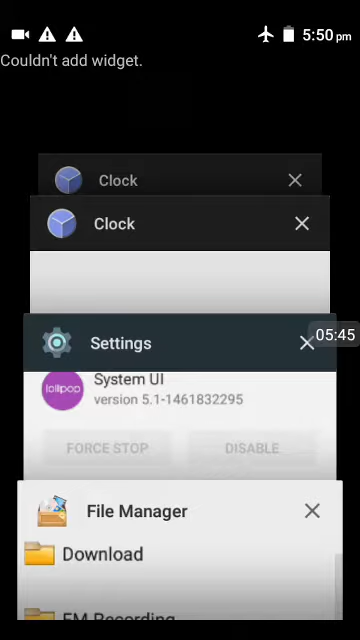 5:50 pm
Couldn't add widget.
Clock
Clock
Settings
05:45
lollipop
System UI
version 5.1-1461832295
FORCE STOP
DISABLE
File Manager
Download
FM Recording